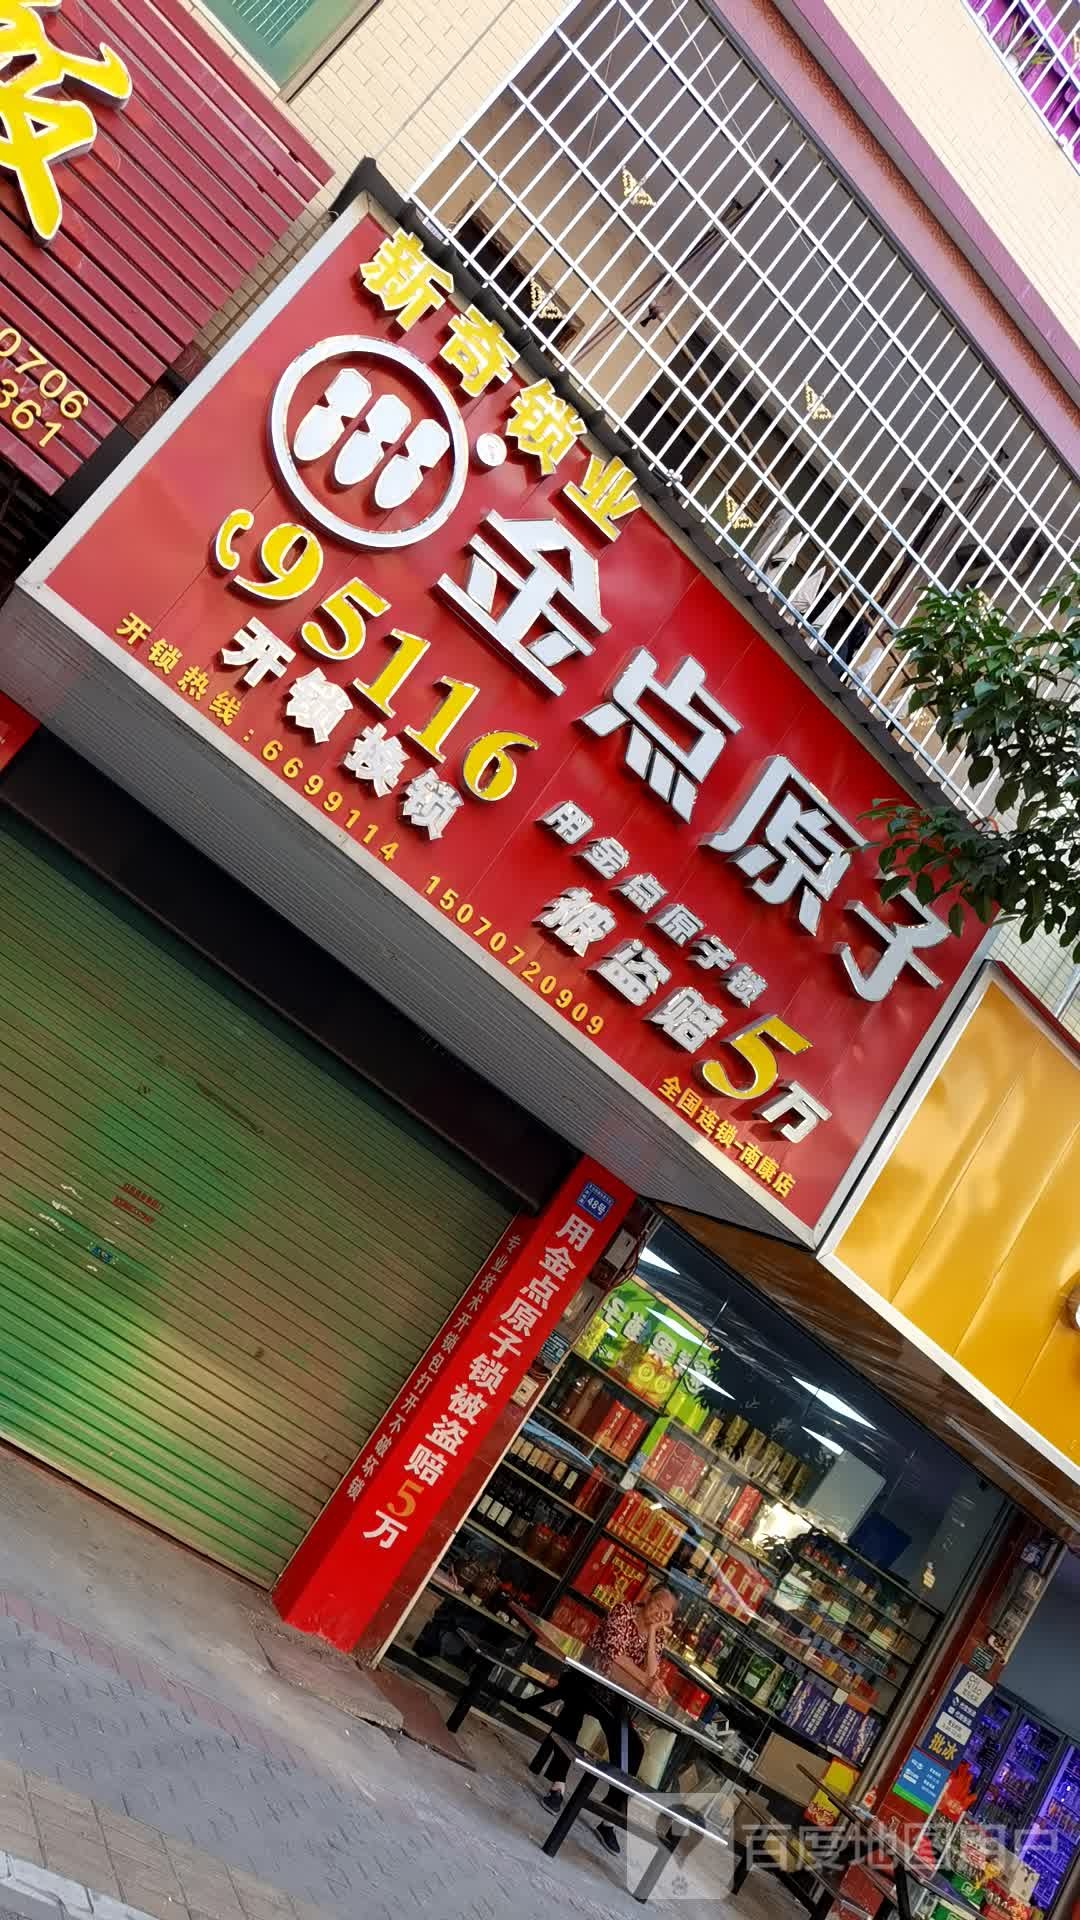 0706
361
新奇锁业
金点原子
95116
开锁换锁
用金点原子锁
被盗赔5万
开锁热线：6699114 15070720909
全国连锁-南康店
48号
用金点原子锁被盗赔5万
专业技术开锁包打开不破坏锁
批冰
百度地图用户